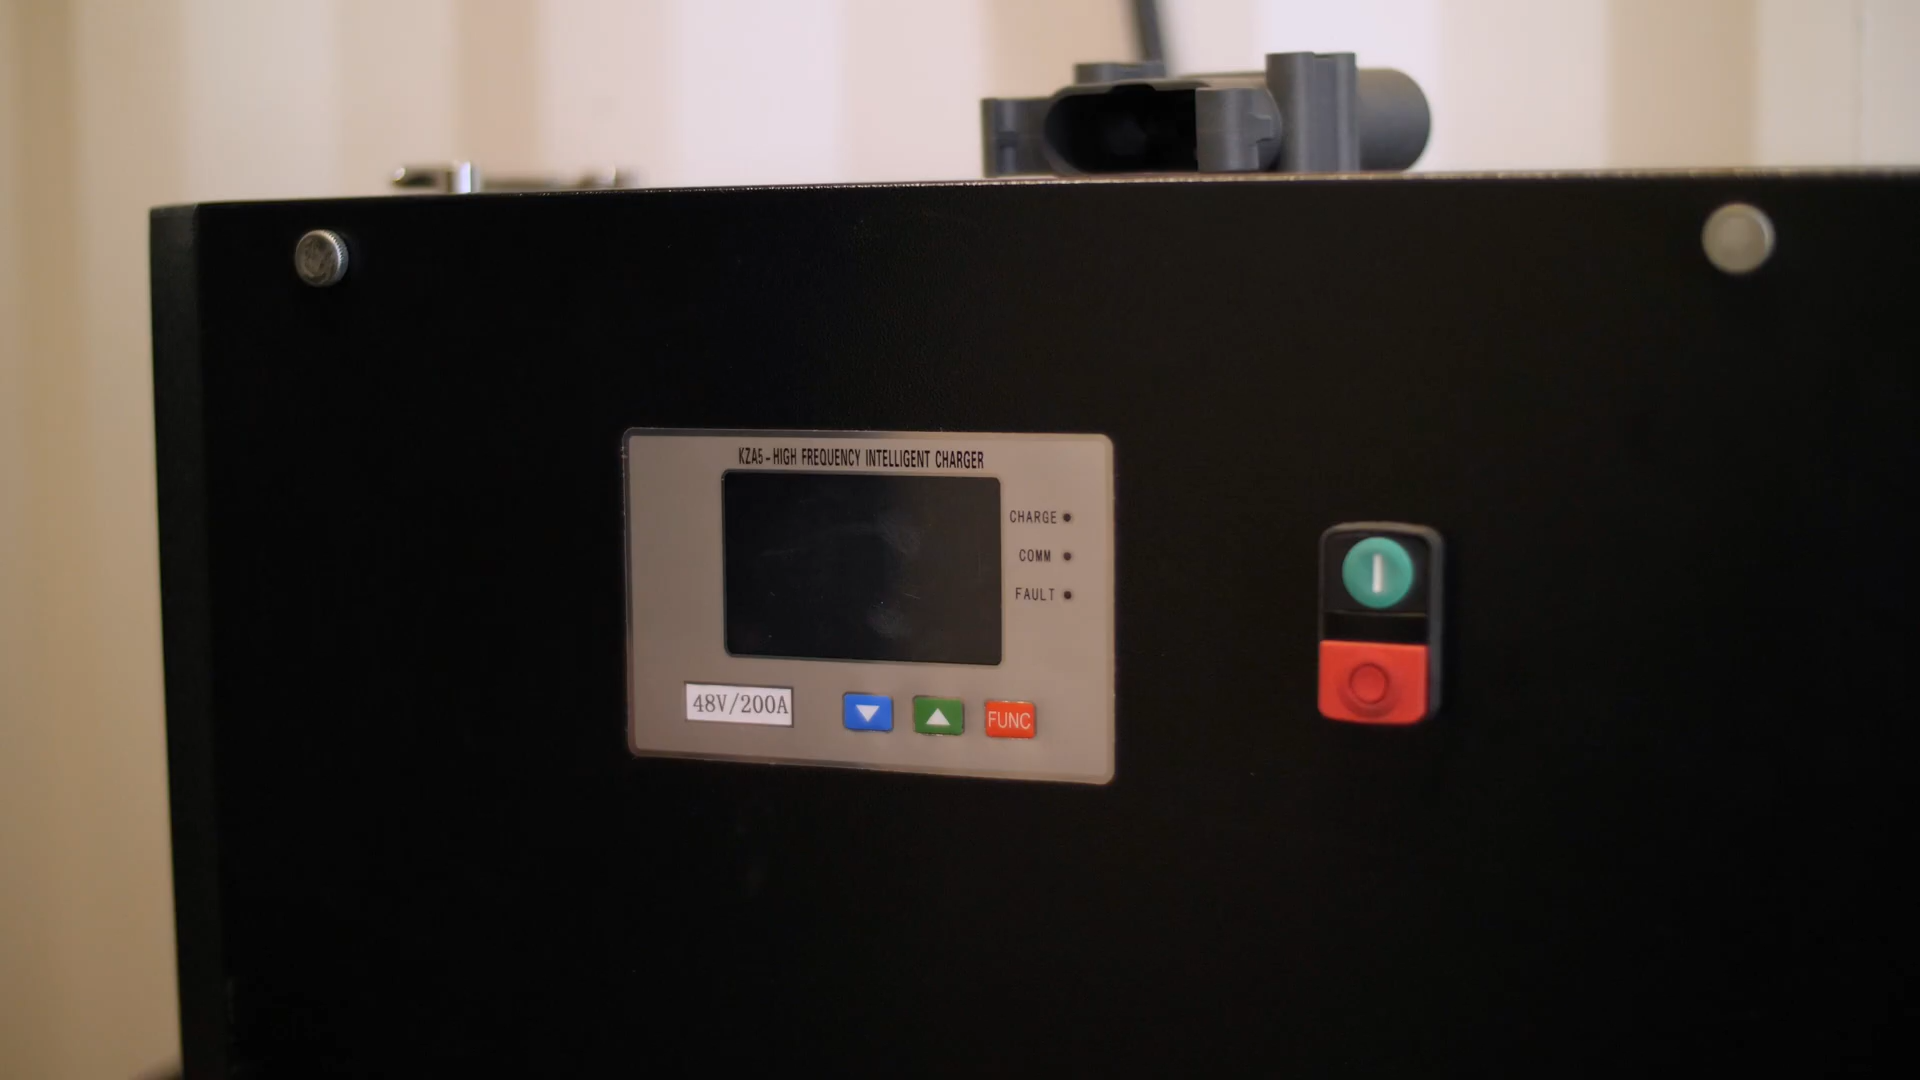 KZA5-HIGH FREQUENCY INTELLIGENT CHARGER
CHARGE
COMM
FAULT
48V/200A
FUNC